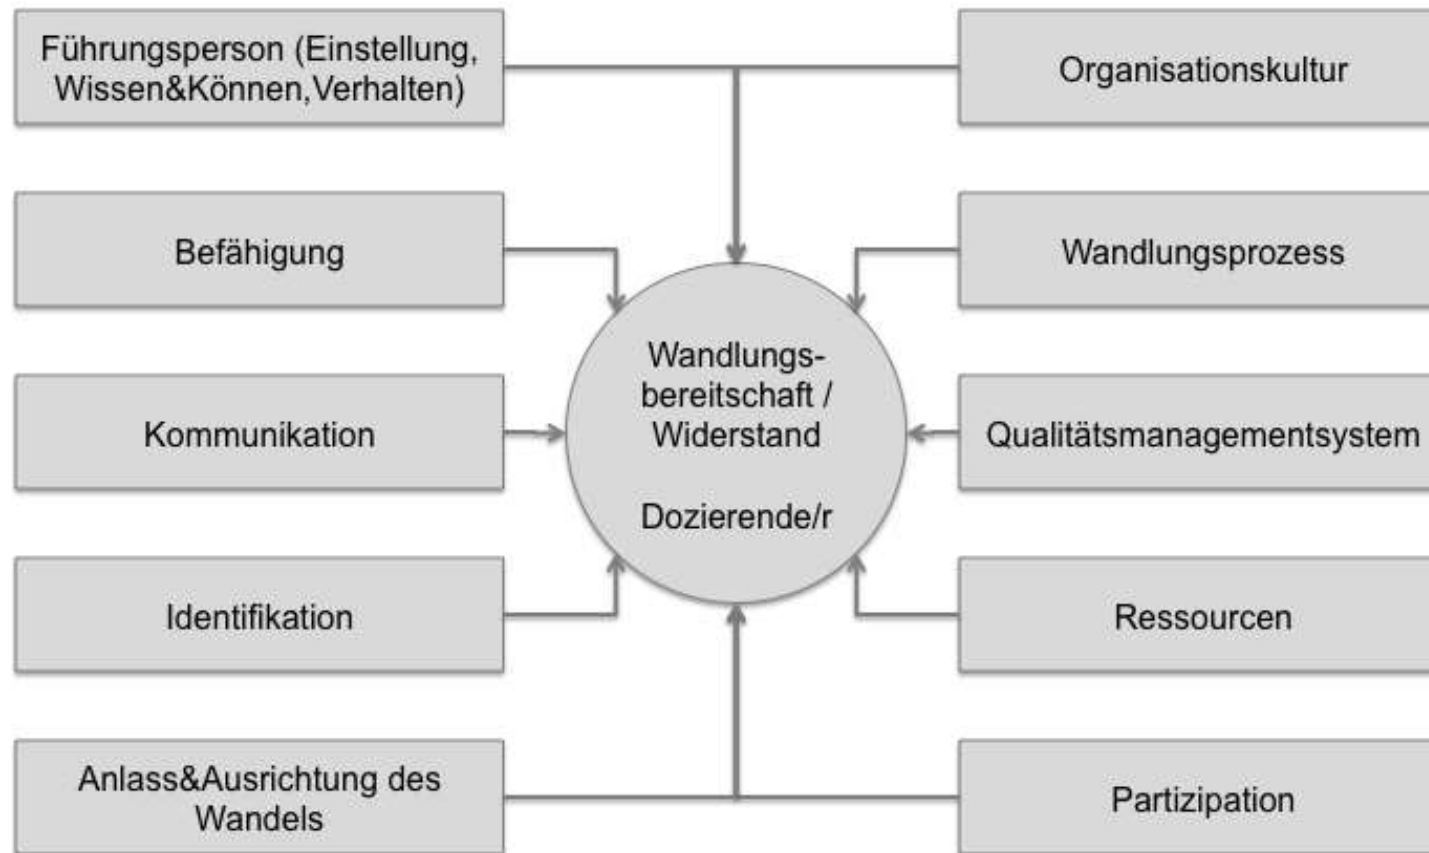 Führungsperson (Einstellung,
Wissen&Können,Verhalten)
Organisationskultur
Befähigung
Wandlungsprozess
Wandlungs-
bereitschaft /
Widerstand
Dozierende/r
Kommunikation
Qualitätsmanagementsystem
Identifikation
Ressourcen
Anlass&Ausrichtung des
Wandels
Partizipation